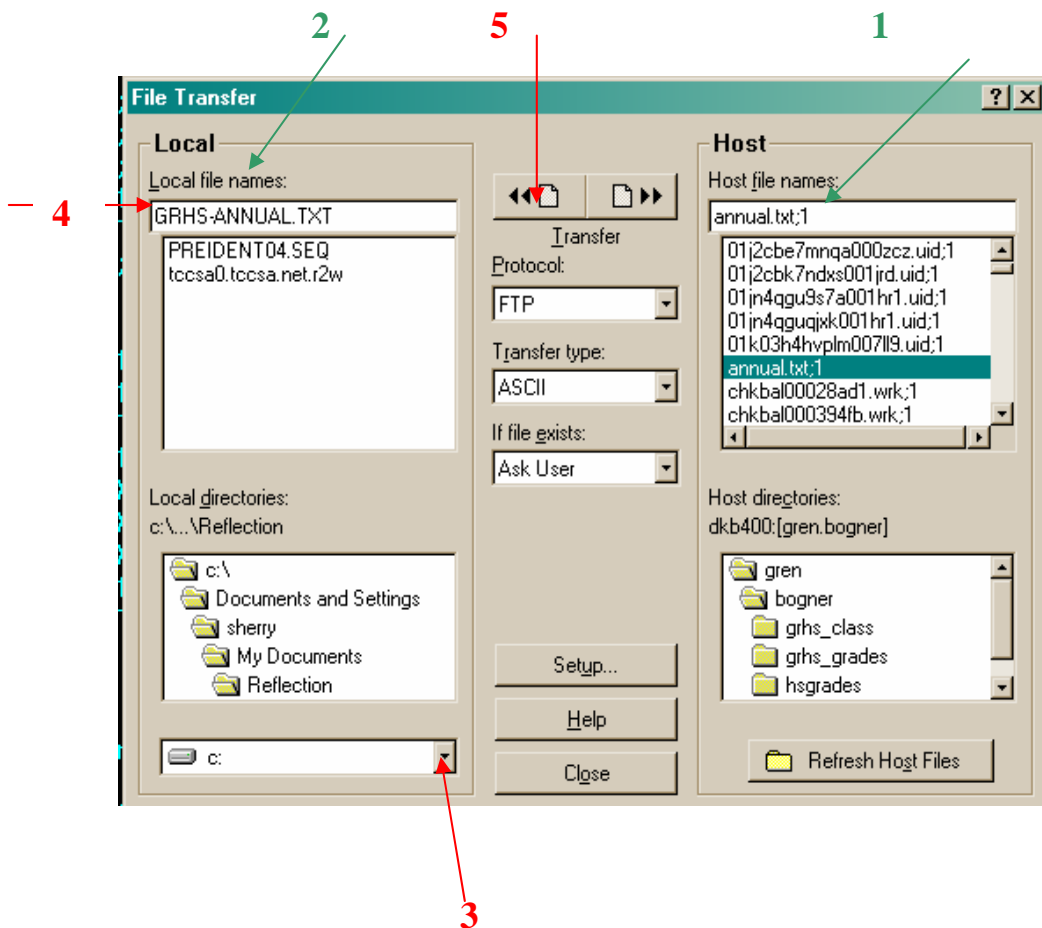 2 5 1
File Transfer
Local
Local file names:
4
GRHS-ANNUAL.TXT
PREIDENT04.SEQ
tccsa0.tccsa.net.r2w
Local directories:
c:\...\Reflection
c:\
Documents and Settings
sherry
My Documents
Reflection
c:
Transfer
Protocol:
FTP
Transfer type:
ASCII
If file exists:
Ask User
Setup...
Help
Close
Host
Host file names:
annual.txt;1
01j2cbe7mnqa000zcz.uid;1
01j2cbk7ndxs001jrd.uid;1
01jn4qgu9s7a001hr1.uid;1
01jn4qguqjxk001hr1.uid;1
01k03h4hvplm007ll9.uid;1
annual.txt;1
chkbal00028ad1.wrk;1
chkbal000394fb.wrk;1
Host directories:
dkb400:[gren.bogner]
gren
bogner
grhs_class
grhs_grades
hsgrades
Refresh Host Files
3